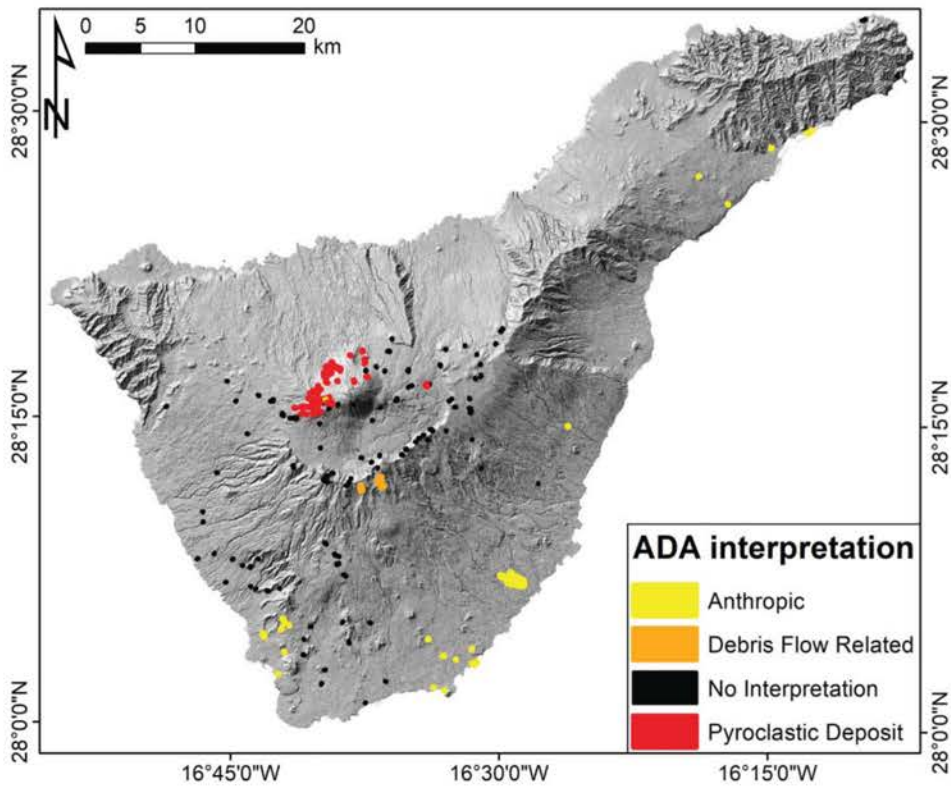 0 5 10 20
km
N
28°30'0"N
28°30'0"N
28°15'0"N
28°15'0"N
28°0'0"N
28°0'0"N
ADA interpretation
Anthropic
Debris Flow Related
No Interpretation
Pyroclastic Deposit
16°45'0"W 16°30'0"W 16°15'0"W